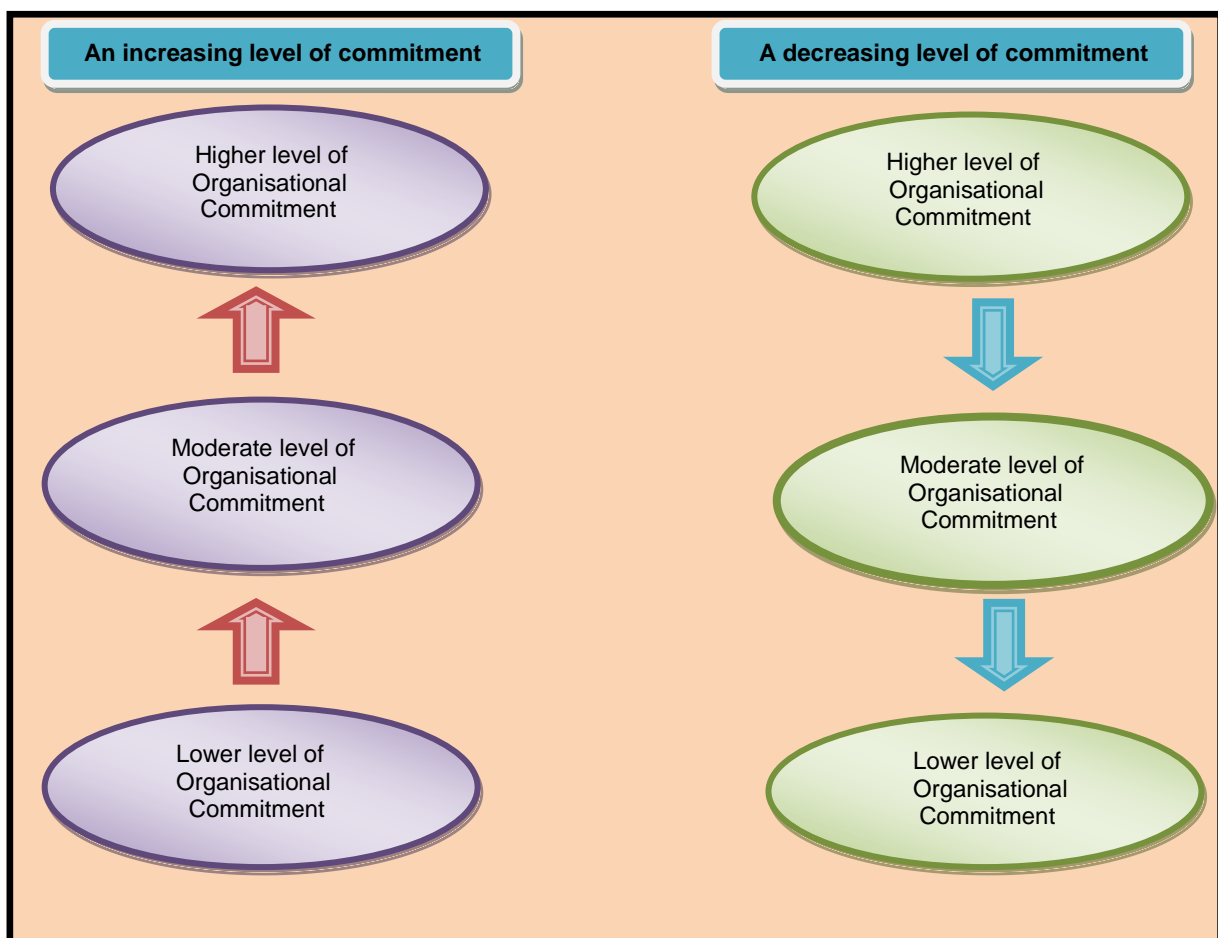 An increasing level of commitment
Higher level of
Organisational
Commitment
Moderate level of
Organisational
Commitment
Lower level of
Organisational
Commitment
A decreasing level of commitment
Higher level of
Organisational
Commitment
Moderate level of
Organisational
Commitment
Lower level of
Organisational
Commitment